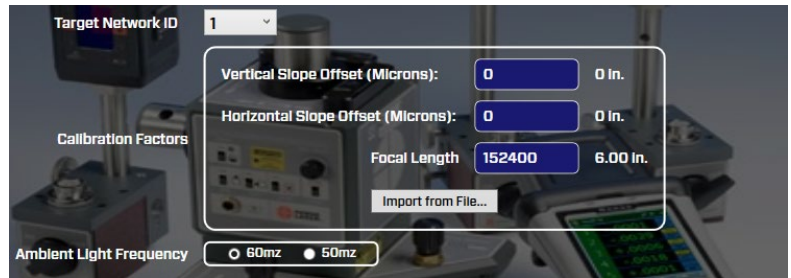 Target Network ID 1
Vertical Slope Offset (Microns): 0 0 In.
Horizontal Slope Offset (Microns): 0 0 In.
Calibration Factors
Focal Length 152400 6.00 In.
Import from File...
Ambient Light Frequency 60mz 50mz